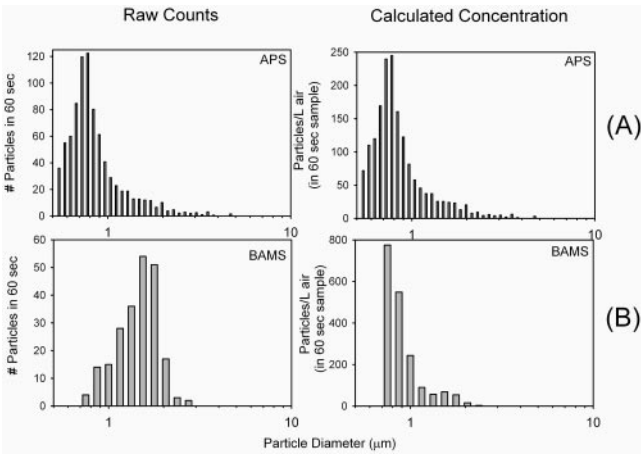 Raw Counts
Calculated Concentration
APS
# Particles in 60 sec
120
100
80
60
40
20
0
1
10
APS
Particles/L air
(in 60 sec sample)
250
200
150
100
50
0
1
10
(A)
BAMS
# Particles in 60 sec
60
50
40
30
20
10
0
1
10
BAMS
Particles/L air
(in 60 sec sample)
800
600
400
200
0
1
10
(B)
Particle Diameter (μm)